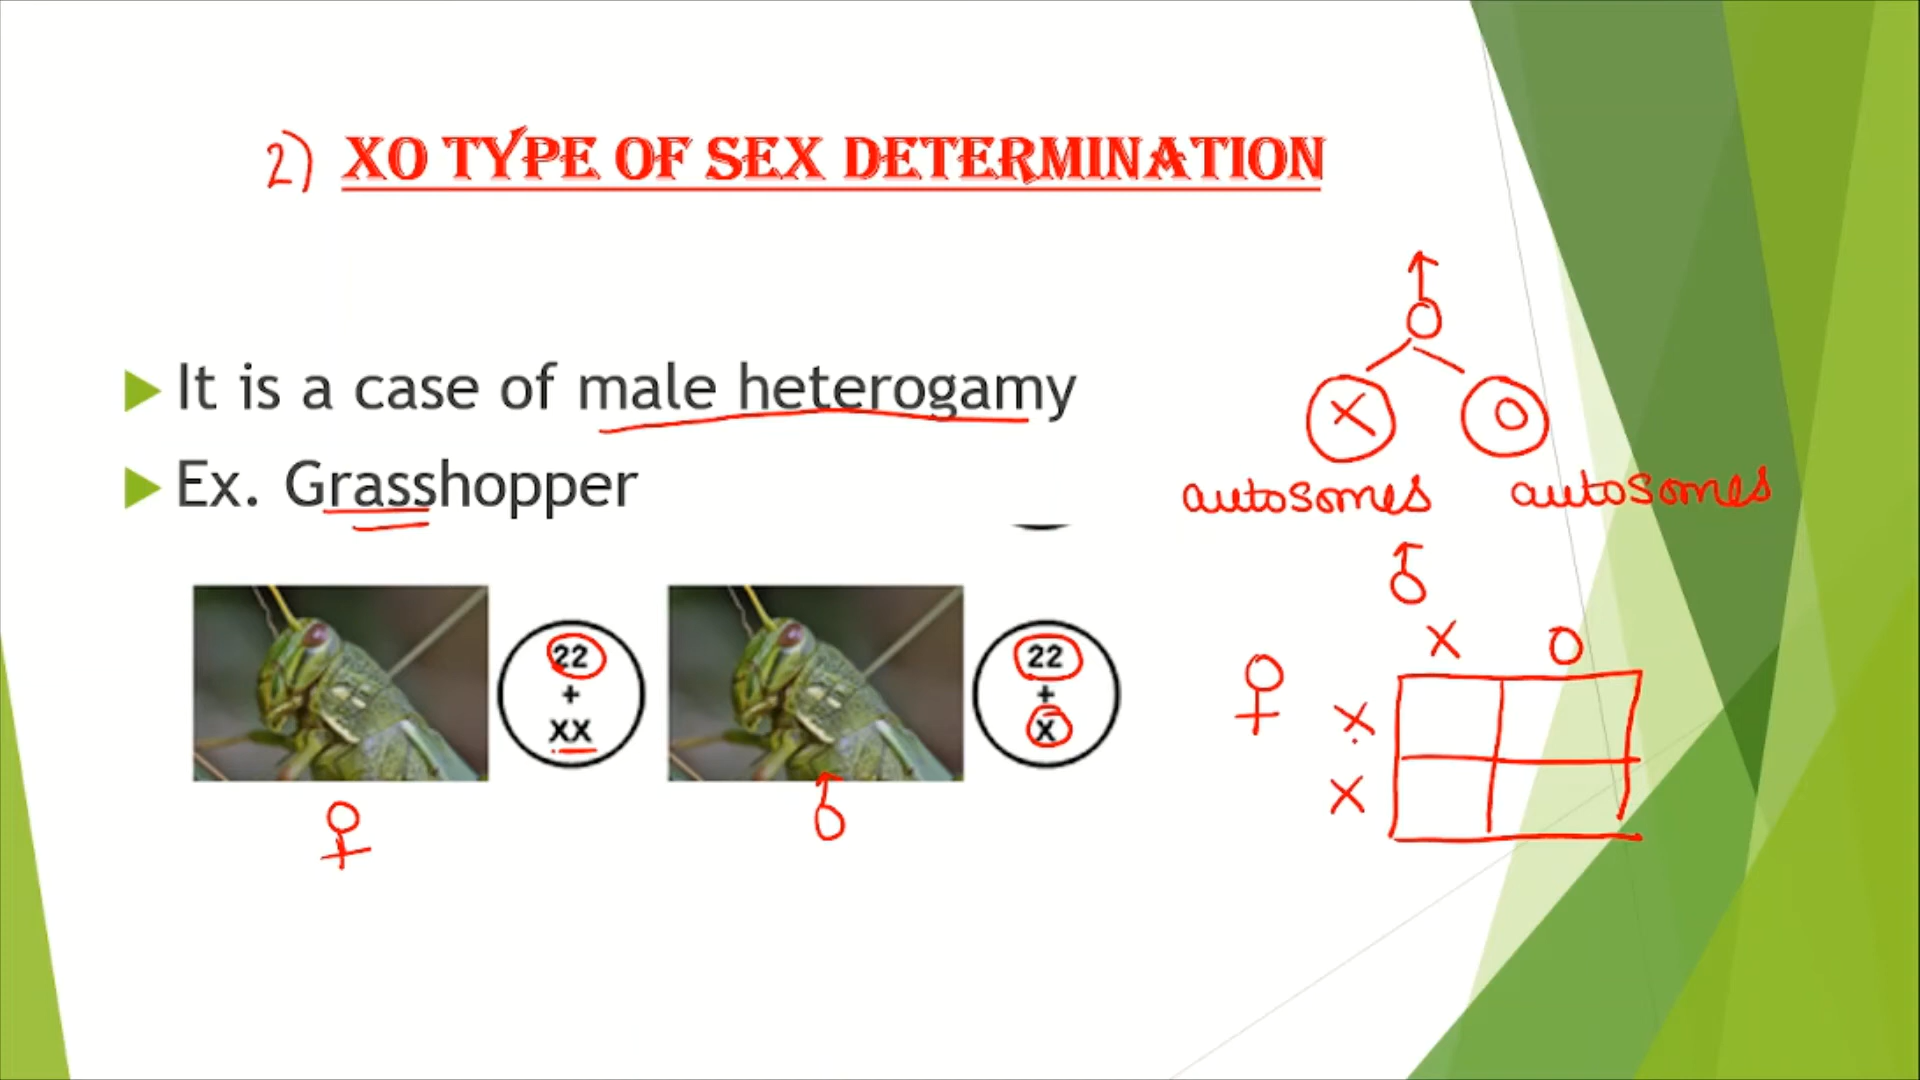 2) XO TYPE OF SEX DETERMINATION
It is a case of male heterogamy
Ex. Grasshopper
X O
autosomes autosomes
♂
X O
♀ X
X
22
+
XX
♀
22
+
X
♂